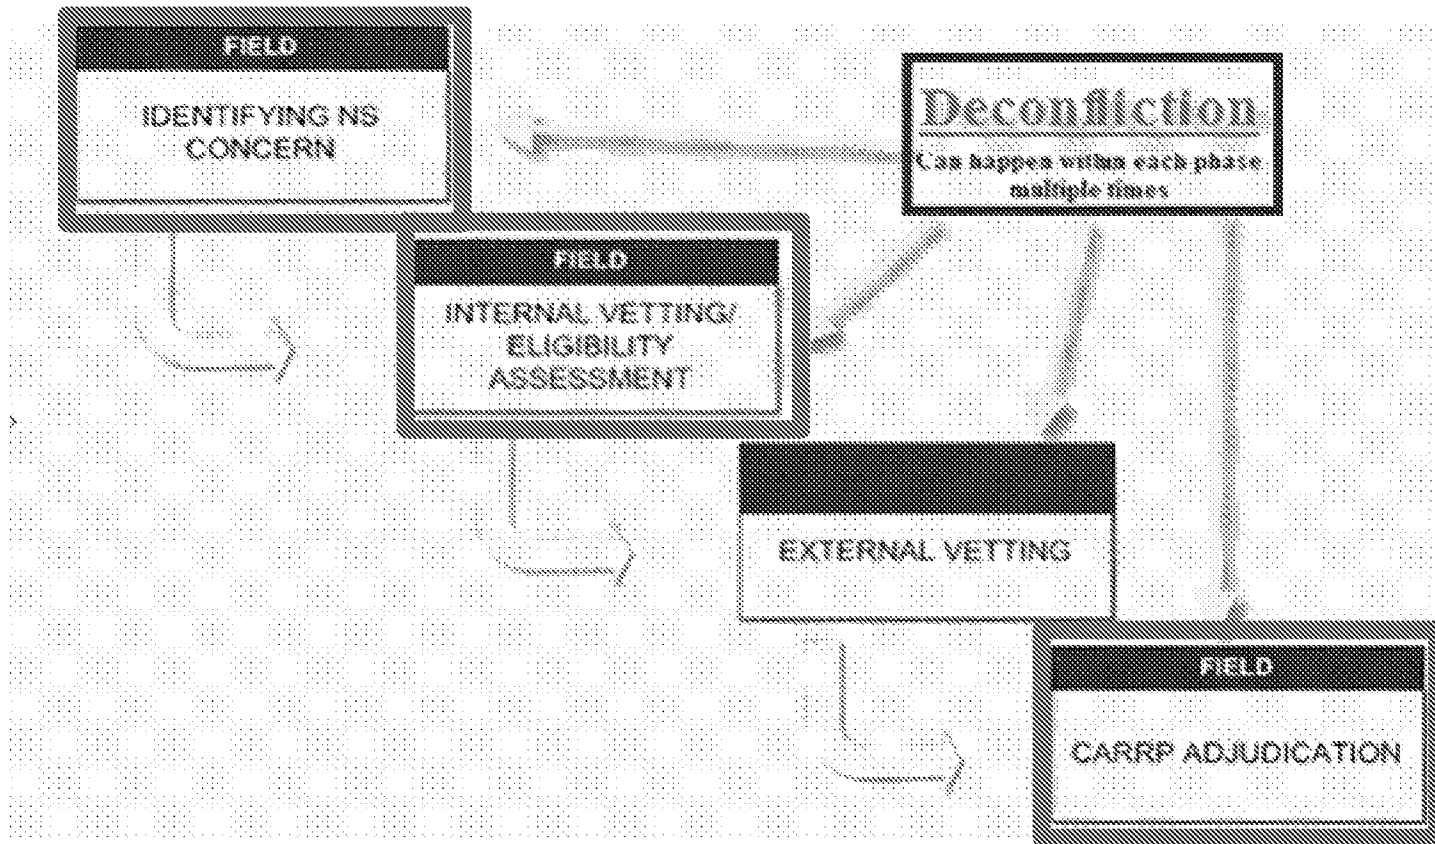 FIELD
IDENTIFYING NS
CONCERN
Deconfliction
Can happen within each phase
multiple times
FIELD
INTERNAL VETTING/
ELIGIBILITY
ASSESSMENT
EXTERNAL VETTING
FIELD
CARRP ADJUDICATION